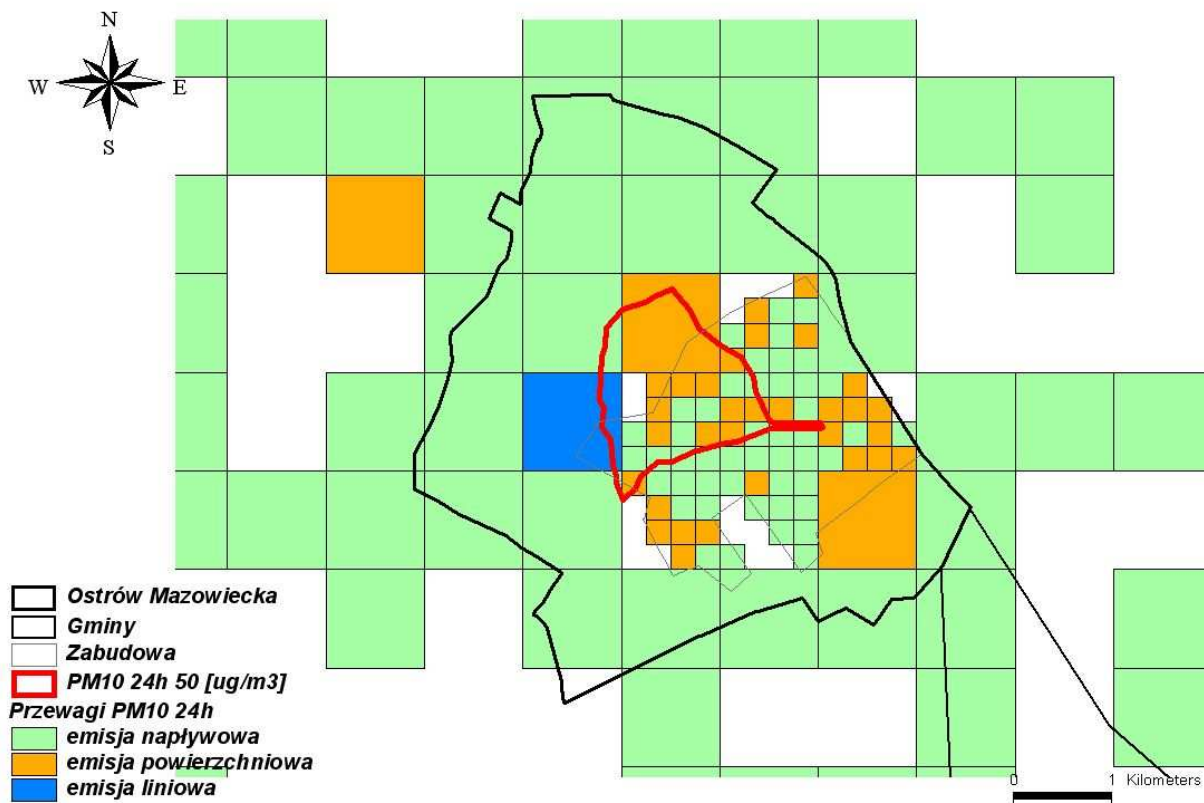 N
W E
S
Ostrów Mazowiecka
Gminy
Zabudowa
PM10 24h 50 [ug/m3]
Przewagi PM10 24h
emisja napływowa
emisja powierzchniowa
emisja liniowa
0 1 Kilometers